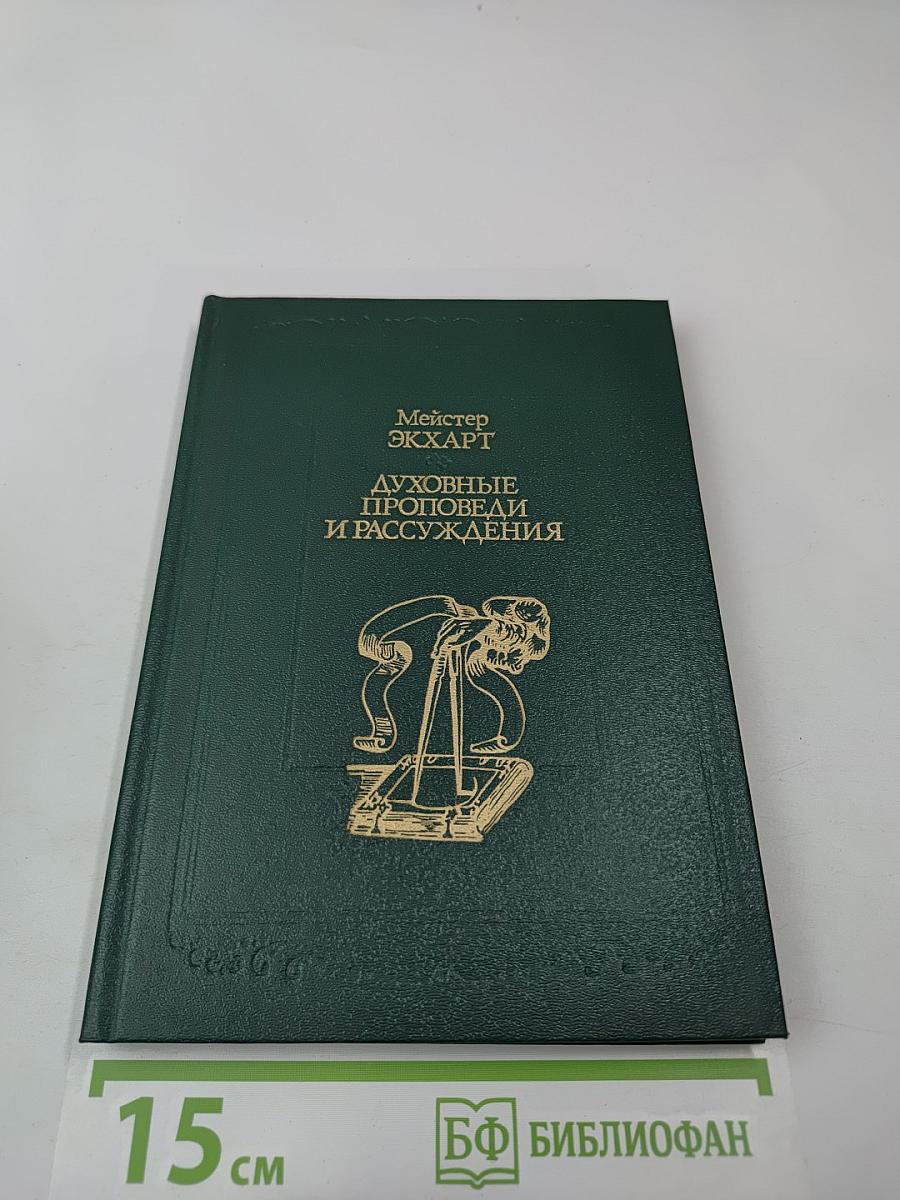 Мейстер
ЭКХАРТ
ДУХОВНЫЕ
ПРОПОВЕДИ
И РАССУЖДЕНИЯ
15 см
БФ БИБЛИОФАН